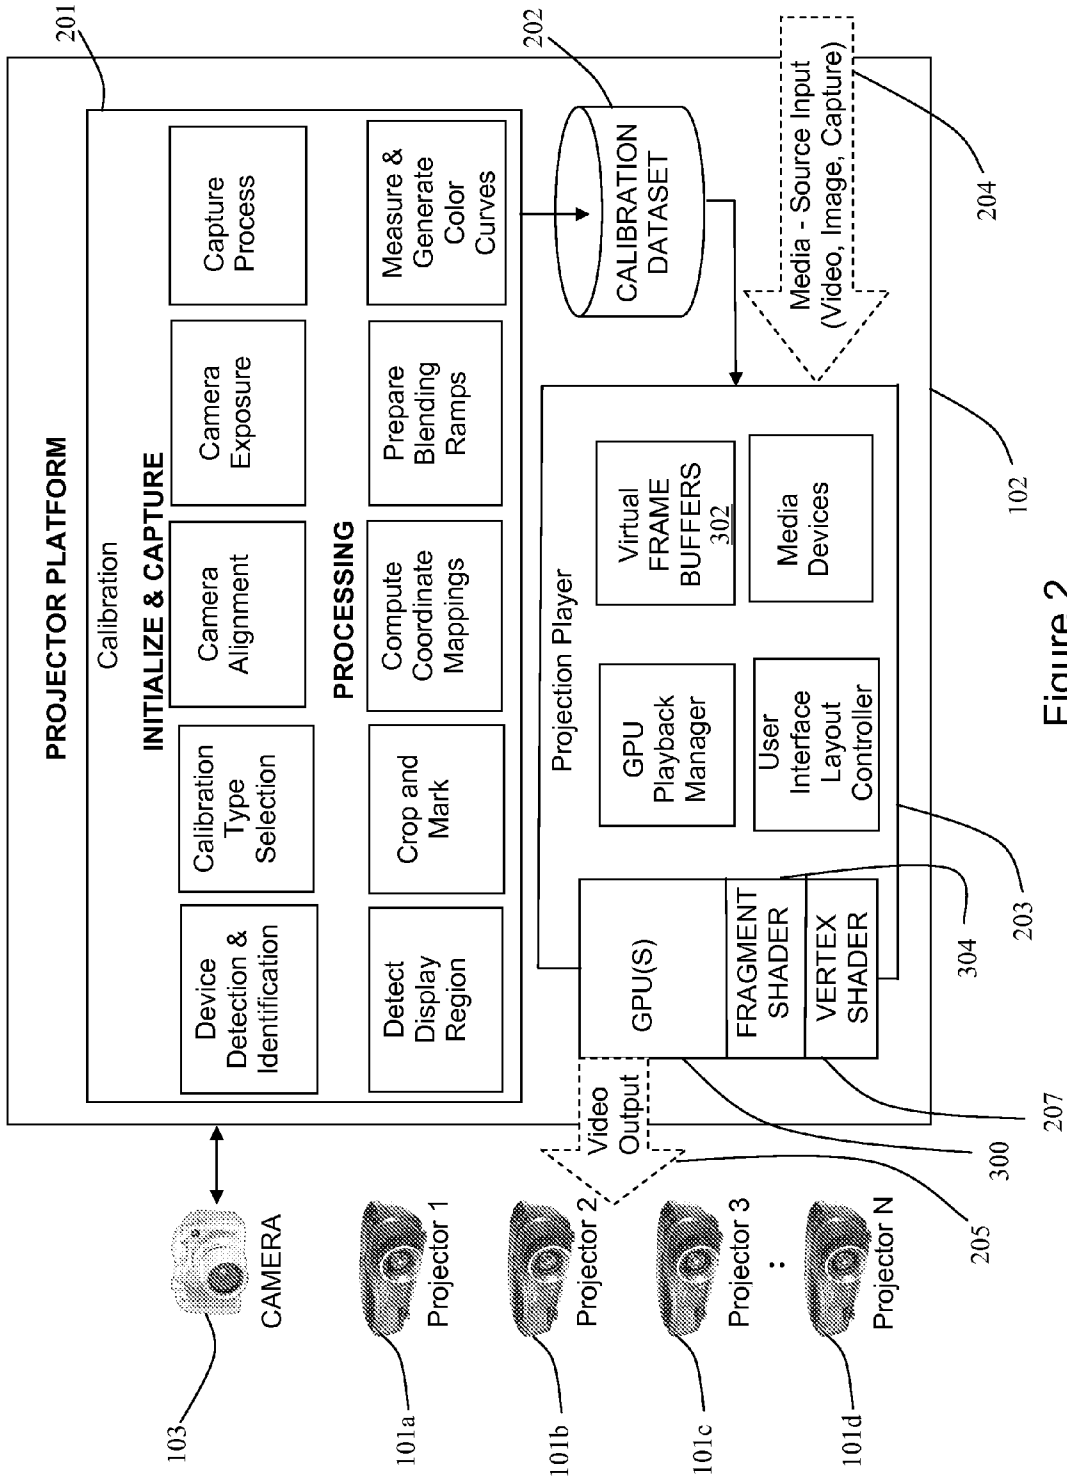 PROJECTOR PLATFORM
201
Calibration
INITIALIZE & CAPTURE
Device
Detection &
Identification
Calibration
Type
Selection
Camera
Alignment
Camera
Exposure
Capture
Process
PROCESSING
Detect
Display
Region
Crop and
Mark
Compute
Coordinate
Mappings
Prepare
Blending
Ramps
Measure &
Generate
Color
Curves
103
CAMERA
101a
Projector 1
101b
Projector 2
101c
Projector 3
:
101d
Projector N
Video
Output
205
Projection Player
GPU(S)
FRAGMENT
SHADER
VERTEX
SHADER
300
207
304
203
GPU
Playback
Manager
User
Interface
Layout
Controller
Virtual
FRAME
BUFFERS
302
Media
Devices
202
CALIBRATION
DATASET
Media - Source Input
(Video, Image, Capture)
204
102
Figure 2